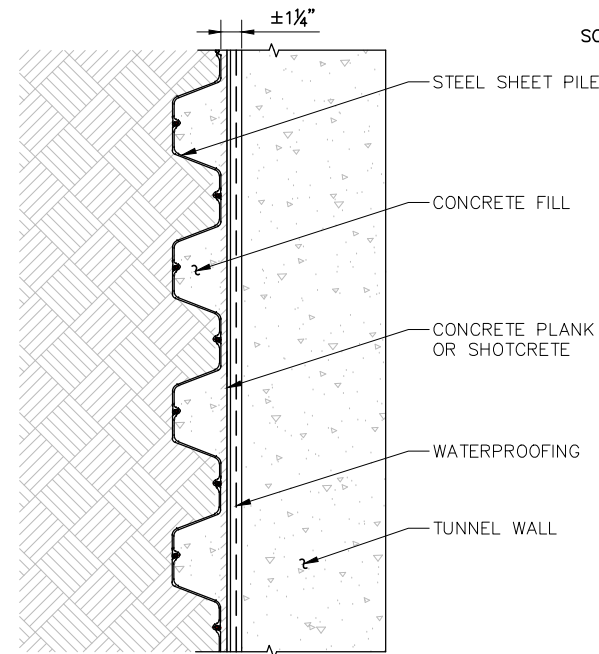 ±1¼"
SC
STEEL SHEET PILE
CONCRETE FILL
CONCRETE PLANK
OR SHOTCRETE
WATERPROOFING
TUNNEL WALL